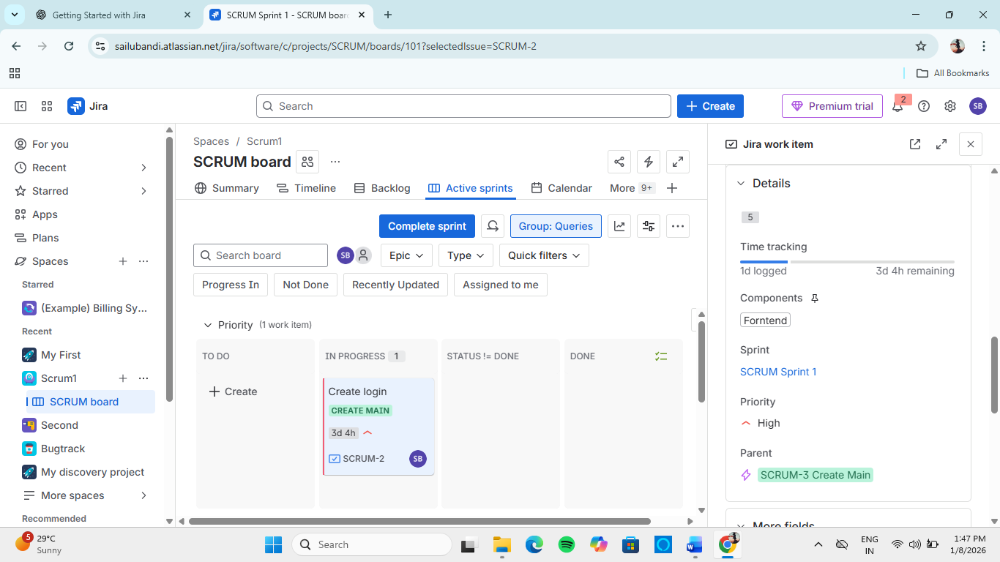 Getting Started with Jira
SCRUM Sprint 1 - SCRUM board
sailubandi.atlassian.net/jira/software/c/projects/SCRUM/boards/101?selectedIssue=SCRUM-2
All Bookmarks
Jira
Search
Create
Premium trial
2
SB
For you
Recent
Starred
Apps
Plans
Spaces
Starred
(Example) Billing Sy...
Recent
My First
Scrum1
SCRUM board
Second
Bugtrack
My discovery project
More spaces
Recommended
Spaces / Scrum1
SCRUM board
Summary
Timeline
Backlog
Active sprints
Calendar
More 9+
Complete sprint
Group: Queries
Search board
SB
Epic
Type
Quick filters
Progress In
Not Done
Recently Updated
Assigned to me
Priority (1 work item)
TO DO
IN PROGRESS 1
STATUS != DONE
DONE
Create
Create login
CREATE MAIN
3d 4h
SCRUM-2
SB
Jira work item
Details
5
Time tracking
1d logged
3d 4h remaining
Components
Forntend
Sprint
SCRUM Sprint 1
Priority
High
Parent
SCRUM-3 Create Main
More fields
5
29°C
Sunny
Search
ENG
IN
1:47 PM
1/8/2026